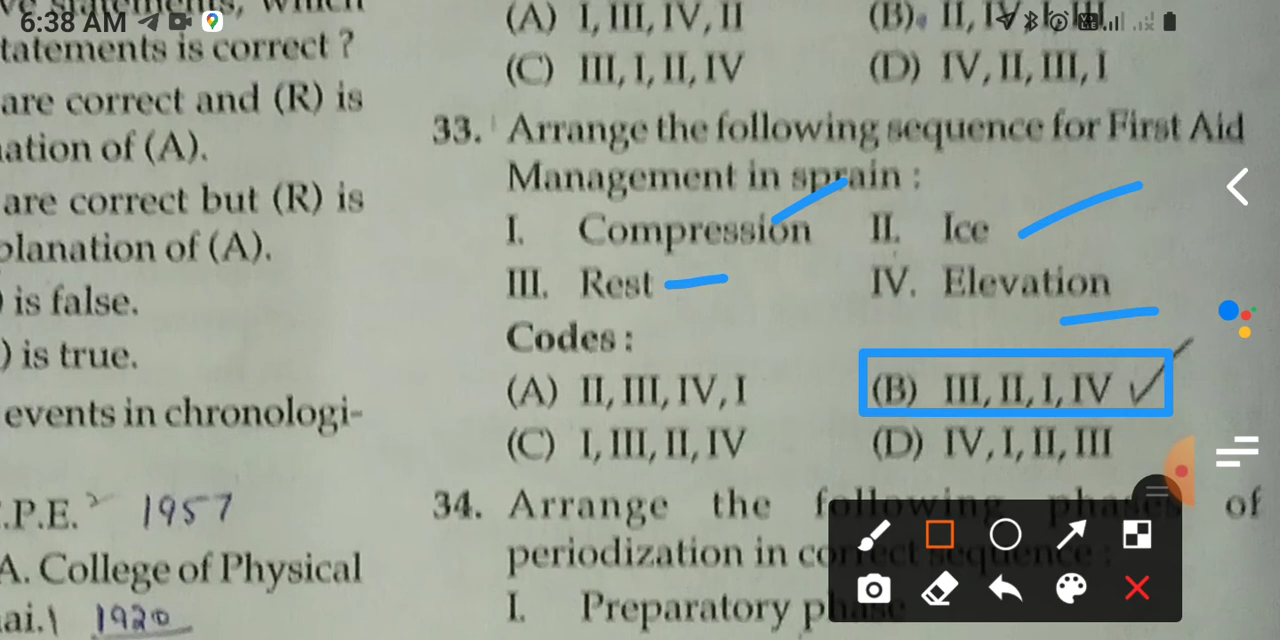 6:38 AM
tatements is correct ?
are correct and (R) is
ation of (A).
are correct but (R) is
planation of (A).
) is false.
) is true.
events in chronologi-
.P.E. 1957
A. College of Physical
ai. 1920
(A) I, III, IV, II
(C) III, I, II, IV (D) IV, II, III, I
33. Arrange the following sequence for First Aid
Management in sprain :
I. Compression II. Ice
III. Rest IV. Elevation
Codes :
(A) II, III, IV, I (B) III, II, I, IV
(C) I, III, II, IV (D) IV, I, II, III
34. Arrange the following phases of
periodization in correct sequence :
I. Preparatory phase